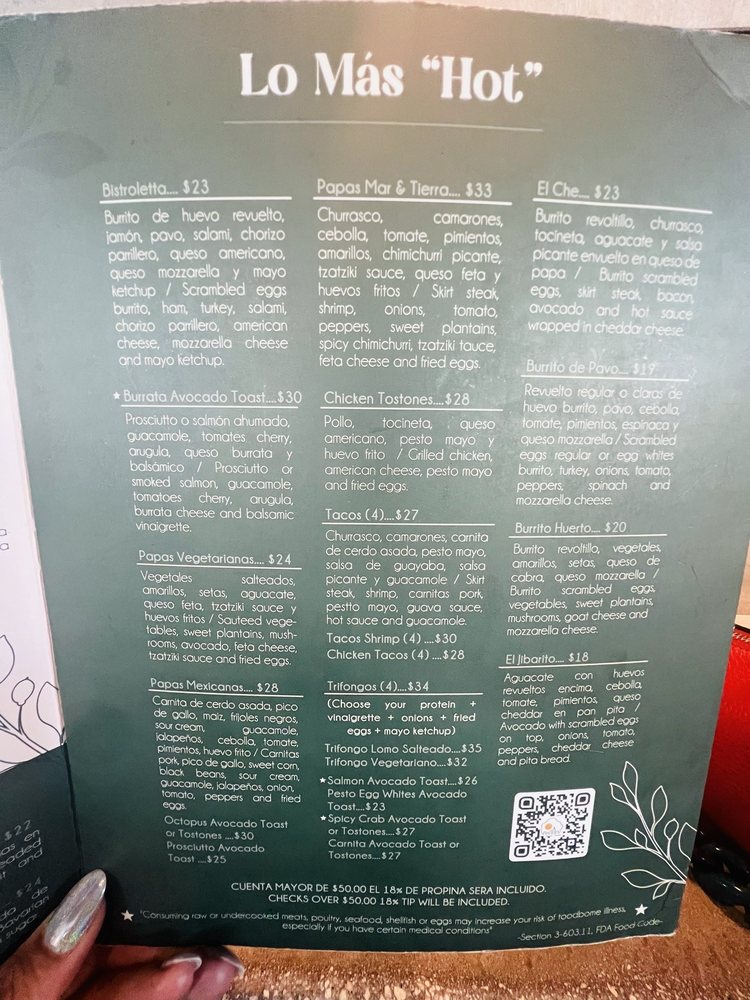 Lo Más “Hot”
Bistroletta.... $23
Burrito de huevo revuelto,
jamón, pavo, salami, chorizo
parrillero, queso americano,
queso mozzarella y mayo
ketchup / Scrambled eggs
burrito, ham, turkey, salami,
chorizo parrillero, american
cheese, mozzarella cheese
and mayo ketchup.
★ Burrata Avocado Toast....$30
Prosciutto o salmón ahumado,
guacamole, tomates cherry,
arugula, queso burrata y
balsámico / Prosciutto or
smoked salmon, guacamole,
tomatoes cherry, arugula,
burrata cheese and balsamic
vinaigrette.
Papas Vegetarianas.... $24
Vegetales salteados,
amarillos, setas, aguacate,
queso feta, tzatziki sauce y
huevos fritos / Sauteed vege-
tables, sweet plantains, mush-
rooms, avocado, feta cheese,
tzatziki sauce and fried eggs.
Papas Mexicanas.... $28
Carnita de cerdo asada, pico
de gallo, maiz, frijoles negros,
sour cream, guacamole,
jalapeños, cebolla, tomate,
pimientos, huevo frito / Carnitas
pork, pico de gallo, sweet corn,
black beans, sour cream,
guacamole, jalapeños, onion,
tomato, peppers and fried
eggs.
Octopus Avocado Toast
or Tostones ....$30
Prosciutto Avocado
Toast ....$25
Papas Mar & Tierra.... $33
Churrasco, camarones,
cebolla, tomate, pimientos,
amarillos, chimichurri picante,
tzatziki sauce, queso feta y
huevos fritos / Skirt steak,
shrimp, onions, tomato,
peppers, sweet plantains,
spicy chimichurri, tzatziki tauce,
feta cheese and fried eggs.
Chicken Tostones....$28
Pollo, tocineta, queso
americano, pesto mayo y
huevo frito / Grilled chicken,
american cheese, pesto mayo
and fried eggs.
Tacos (4)....$27
Churrasco, camarones, carnita
de cerdo asada, pesto mayo,
salsa de guayaba, salsa
picante y guacamole / Skirt
steak, shrimp, carnitas pork,
pestto mayo, guava sauce,
hot sauce and guacamole.
Tacos Shrimp (4) ....$30
Chicken Tacos (4) ....$28
Trifongos (4)....$34
(Choose your protein +
vinaigrette + onions + fried
eggs + mayo ketchup)
Trifongo Lomo Salteado....$35
Trifongo Vegetariano....$32
★Salmon Avocado Toast....$26
Pesto Egg Whites Avocado
Toast....$23
★Spicy Crab Avocado Toast
or Tostones....$27
Carnita Avocado Toast or
Tostones....$27
El Che.... $23
Burrito revoltillo, churrasco,
tocineta, aguacate y salsa
picante envuelto en queso de
papa / Burrito scrambled
eggs, skirt steak, bacon,
avocado and hot sauce
wrapped in cheddar cheese.
Burrito de Pavo.... $19
Revuelto regular o claras de
huevo burrito, pavo, cebolla,
tomate, pimientos, espinaca y
queso mozzarella / Scrambled
eggs regular or egg whites
burrito, turkey, onions, tomato,
peppers, spinach and
mozzarella cheese.
Burrito Huerto.... $20
Burrito revoltillo, vegetales,
amarillos, setas, queso de
cabra, queso mozzarella /
Burrito scrambled eggs,
vegetables, sweet plantains,
mushrooms, goat cheese and
mozzarella cheese.
El Jibarito.... $18
Aguacate con huevos
revueltos encima, cebolla,
tomate, pimientos, queso
cheddar en pan pita /
Avocado with scrambled eggs
on top, onions, tomato,
peppers, cheddar cheese
and pita bread.
CUENTA MAYOR DE $50.00 EL 18% DE PROPINA SERA INCLUIDO.
CHECKS OVER $50.00 18% TIP WILL BE INCLUDED.
★ "Consuming raw or undercooked meats, poultry, seafood, shellfish or eggs may increase your risk of foodborne illness, ★
especially if you have certain medical conditions"
-Section 3-603.11, FDA Food Code-
$22
$24